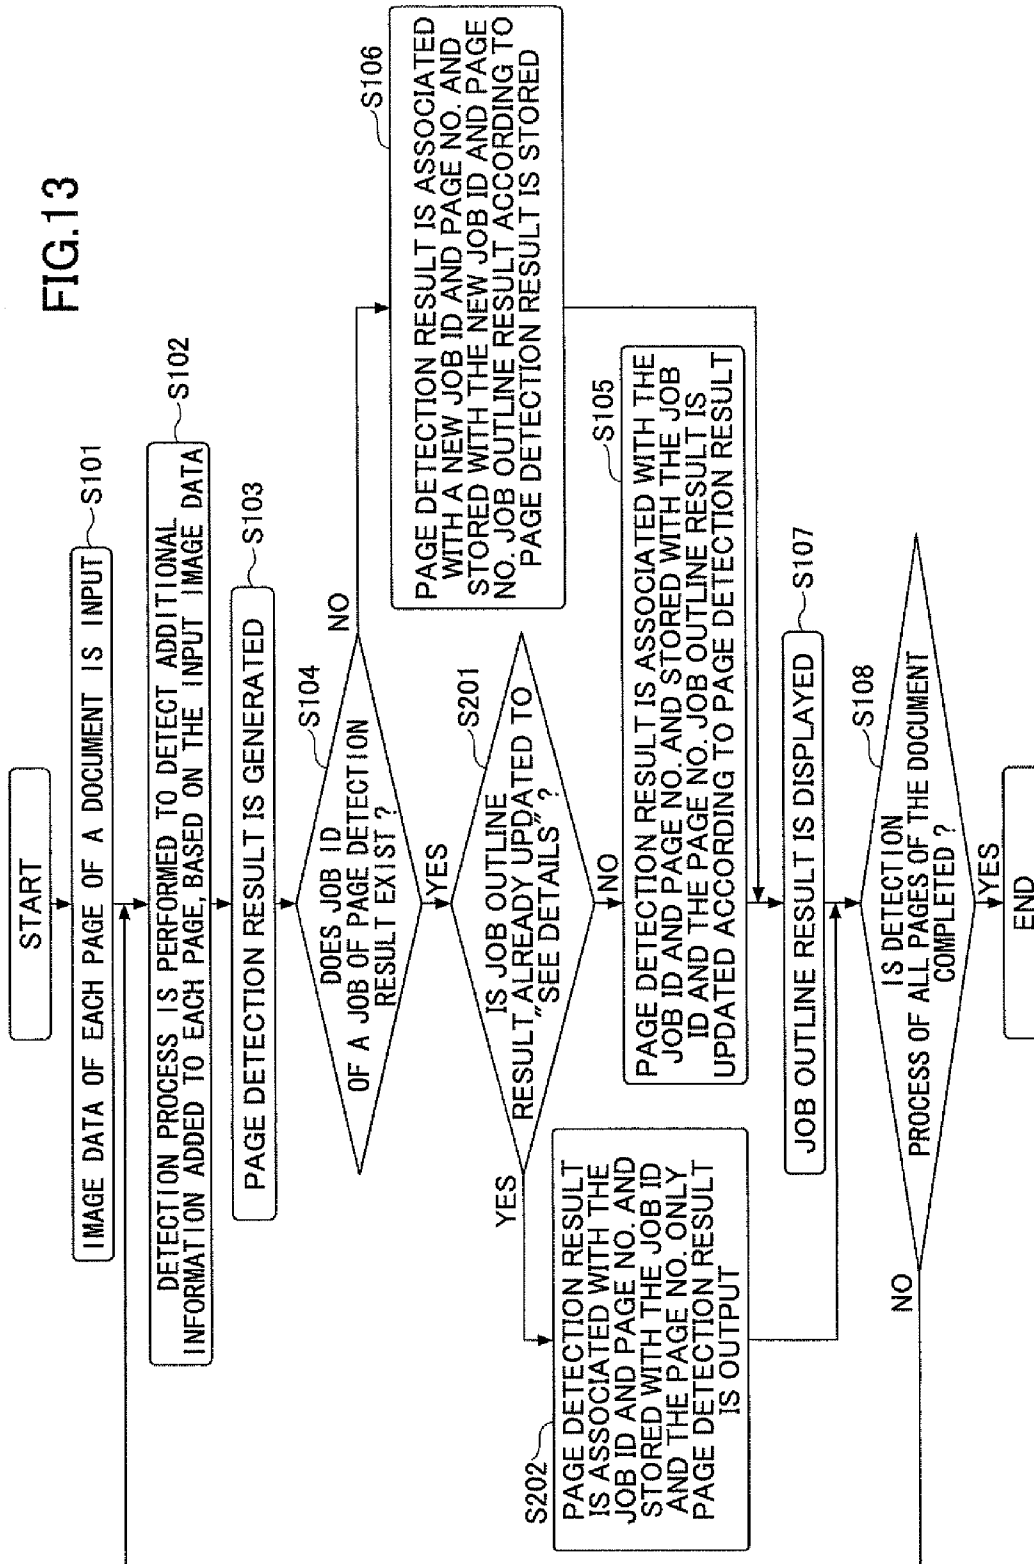 FIG.13
START
IMAGE DATA OF EACH PAGE OF A DOCUMENT IS INPUT
S101
DETECTION PROCESS IS PERFORMED TO DETECT ADDITIONAL
INFORMATION ADDED TO EACH PAGE, BASED ON THE INPUT IMAGE DATA
S102
PAGE DETECTION RESULT IS GENERATED
S103
DOES JOB ID
OF A JOB OF PAGE DETECTION
RESULT EXIST ?
S104
NO
YES
PAGE DETECTION RESULT IS ASSOCIATED
WITH A NEW JOB ID AND PAGE NO. AND
STORED WITH THE NEW JOB ID AND PAGE
NO. JOB OUTLINE RESULT ACCORDING TO
PAGE DETECTION RESULT IS STORED
S106
IS JOB OUTLINE
RESULT "ALREADY UPDATED TO
"SEE DETAILS" ?
S201
YES
NO
PAGE DETECTION RESULT
IS ASSOCIATED WITH THE
JOB ID AND PAGE NO. AND
STORED WITH THE JOB ID
AND THE PAGE NO. ONLY
PAGE DETECTION RESULT
IS OUTPUT
S202
PAGE DETECTION RESULT IS ASSOCIATED WITH THE
JOB ID AND PAGE NO. AND STORED WITH THE JOB
ID AND THE PAGE NO. JOB OUTLINE RESULT IS
UPDATED ACCORDING TO PAGE DETECTION RESULT
S105
JOB OUTLINE RESULT IS DISPLAYED
S107
IS DETECTION
PROCESS OF ALL PAGES OF THE DOCUMENT
COMPLETED ?
S108
NO
YES
END